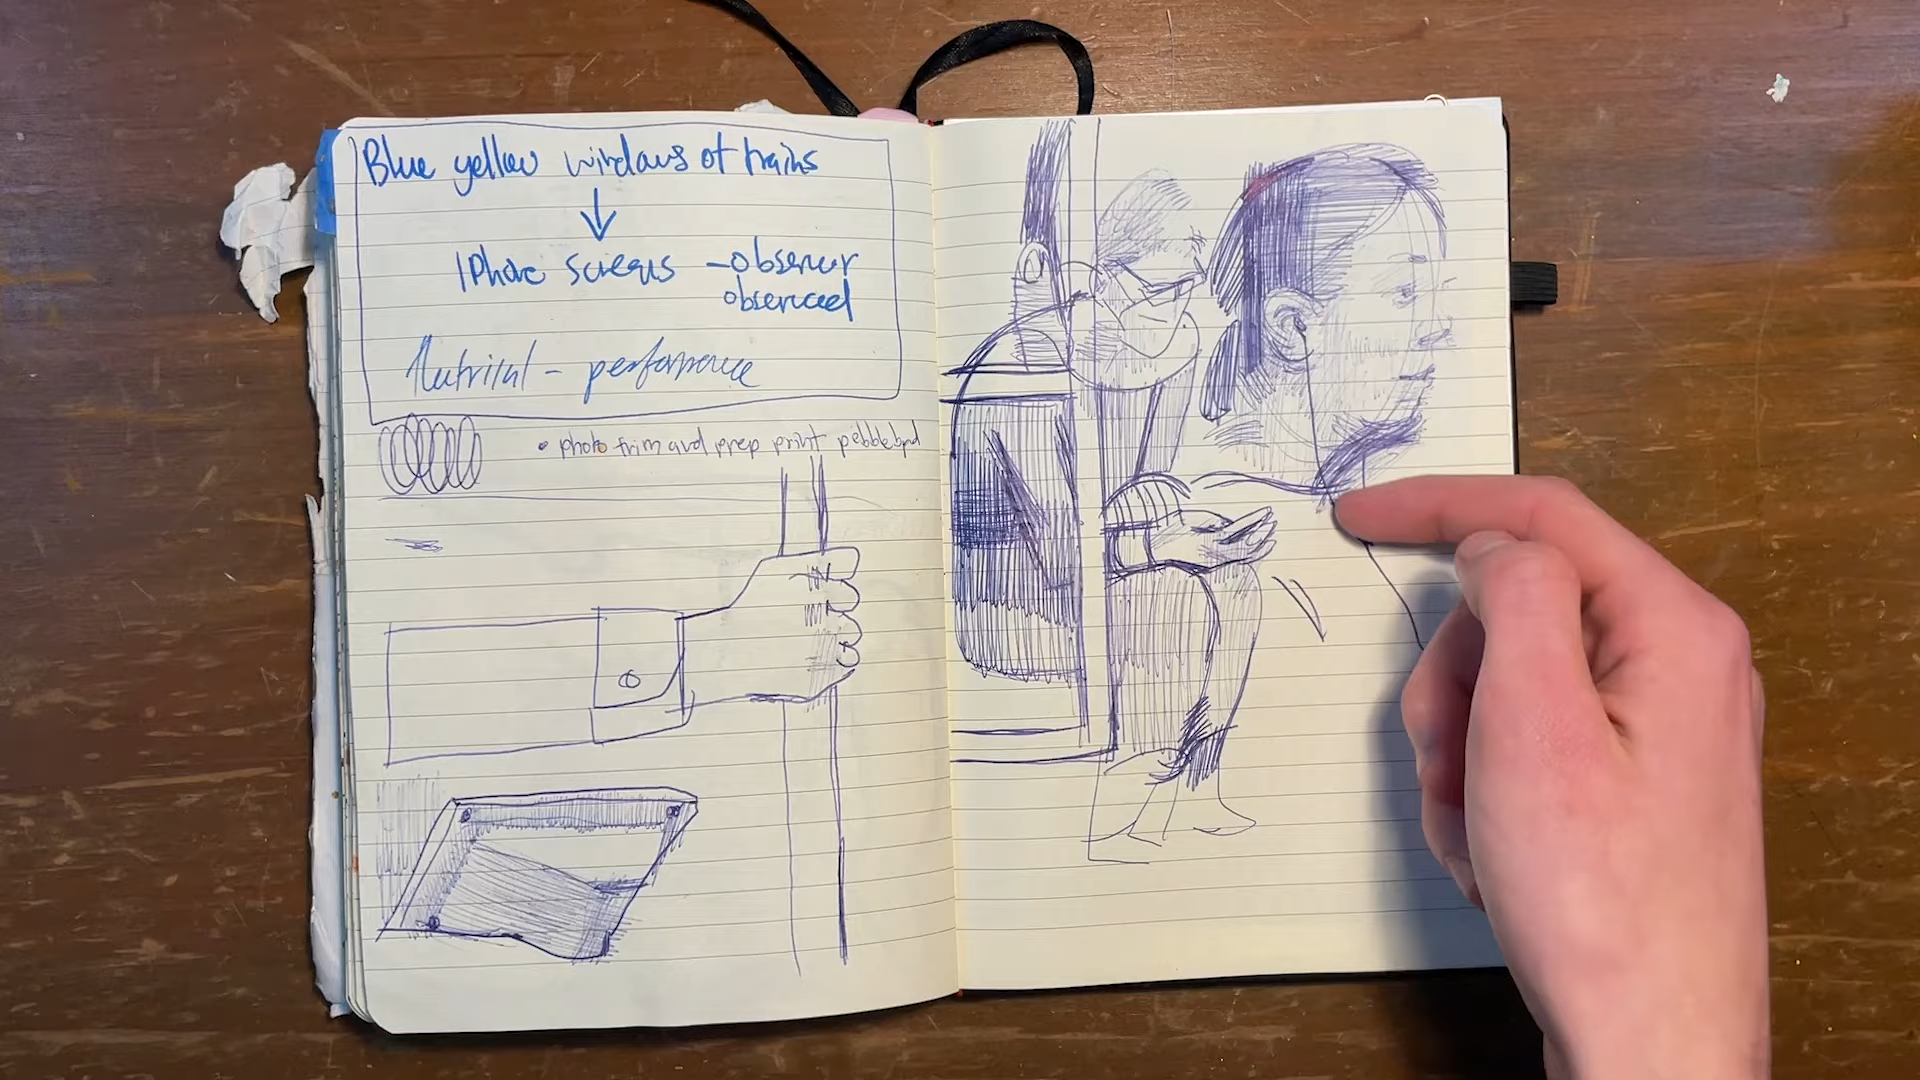 Blue yellow windows of trains
IPhone screens - observer
observed
- performance
• photo trim and prep print